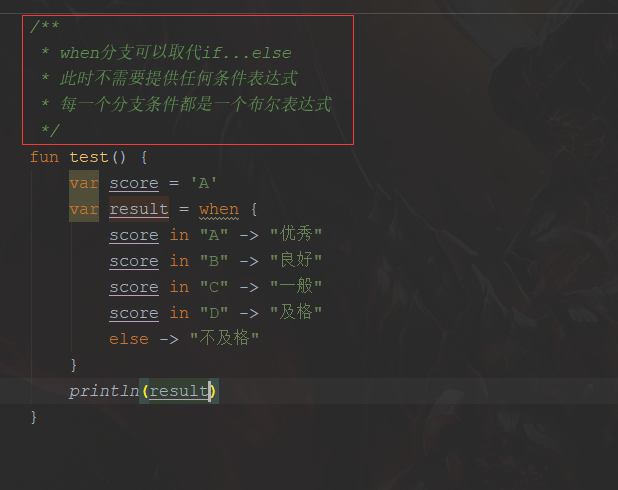 /**
 * when分支可以取代if...else
 * 此时不需要提供任何条件表达式
 * 每一个分支条件都是一个布尔表达式
 */
fun test() {
    var score = 'A'
    var result = when {
        score in "A" -> "优秀"
        score in "B" -> "良好"
        score in "C" -> "一般"
        score in "D" -> "及格"
        else -> "不及格"
    }
    println(result)
}